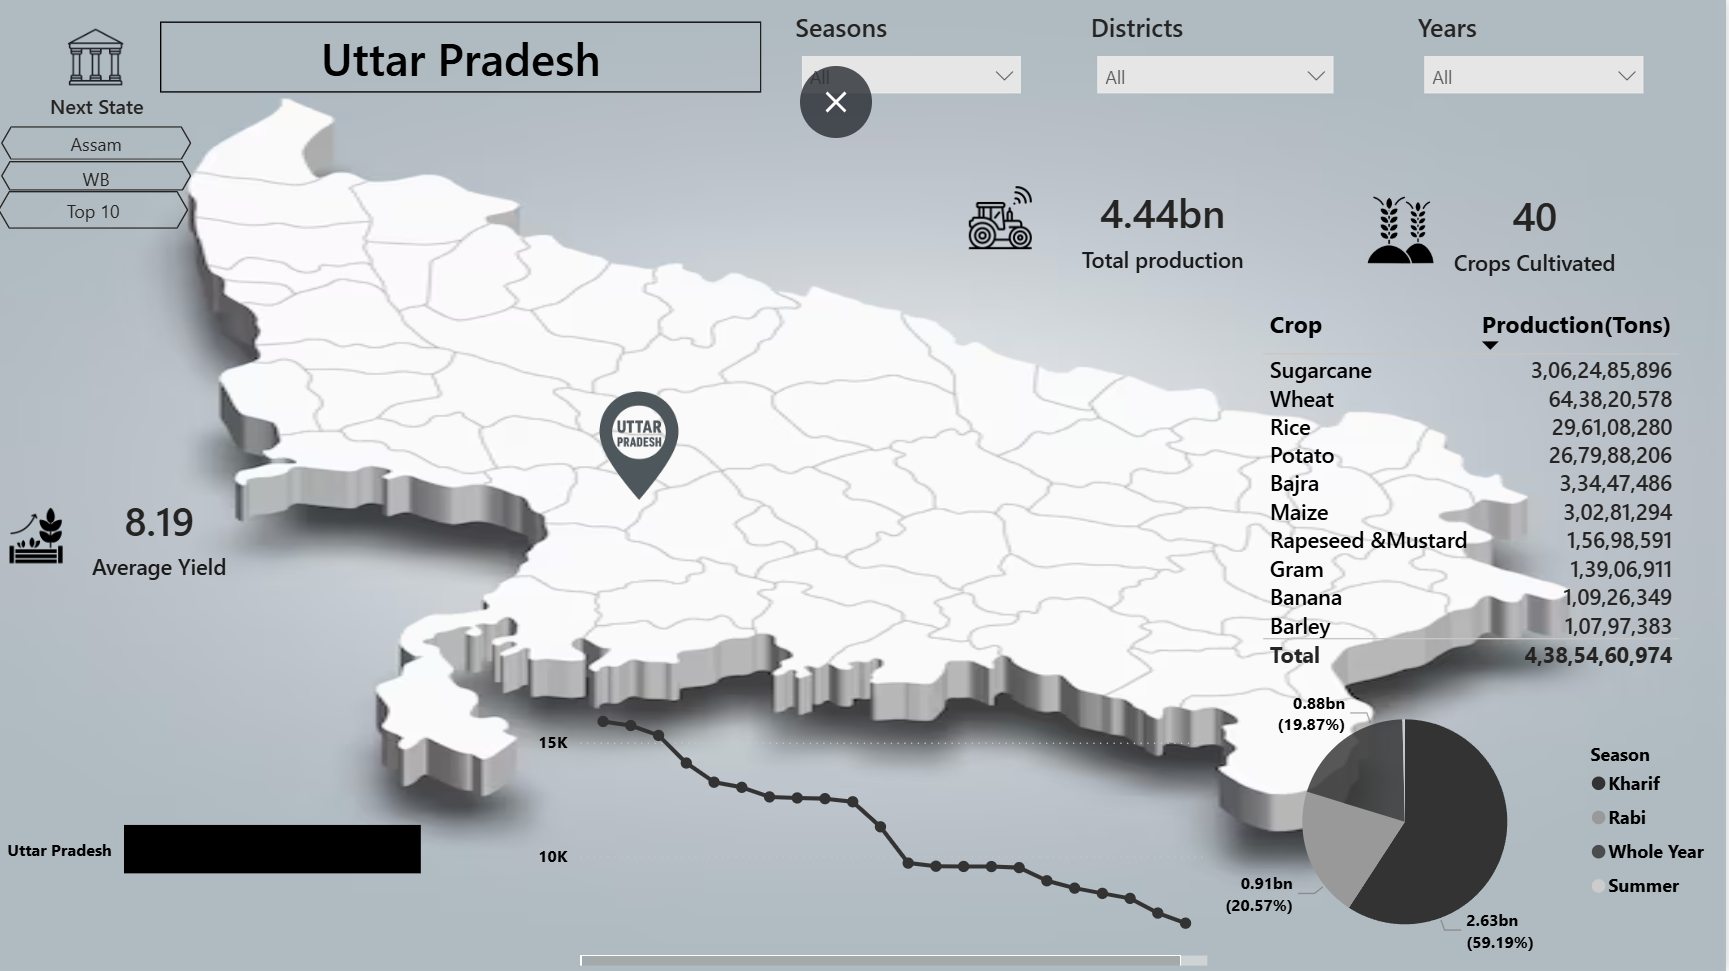 Uttar Pradesh
Seasons
All
Districts
All
Years
All
Next State
Assam
WB
Top 10
4.44bn
Total production
40
Crops Cultivated
Crop Production(Tons)
Sugarcane 3,06,24,85,896
Wheat 64,38,20,578
Rice 29,61,08,280
Potato 26,79,88,206
Bajra 3,34,47,486
Maize 3,02,81,294
Rapeseed &Mustard 1,56,98,591
Gram 1,39,06,911
Banana 1,09,26,349
Barley 1,07,97,383
Total 4,38,54,60,974
UTTAR
PRADESH
8.19
Average Yield
Uttar Pradesh
15K
10K
0.88bn
(19.87%)
0.91bn
(20.57%)
2.63bn
(59.19%)
Season
Kharif
Rabi
Whole Year
Summer